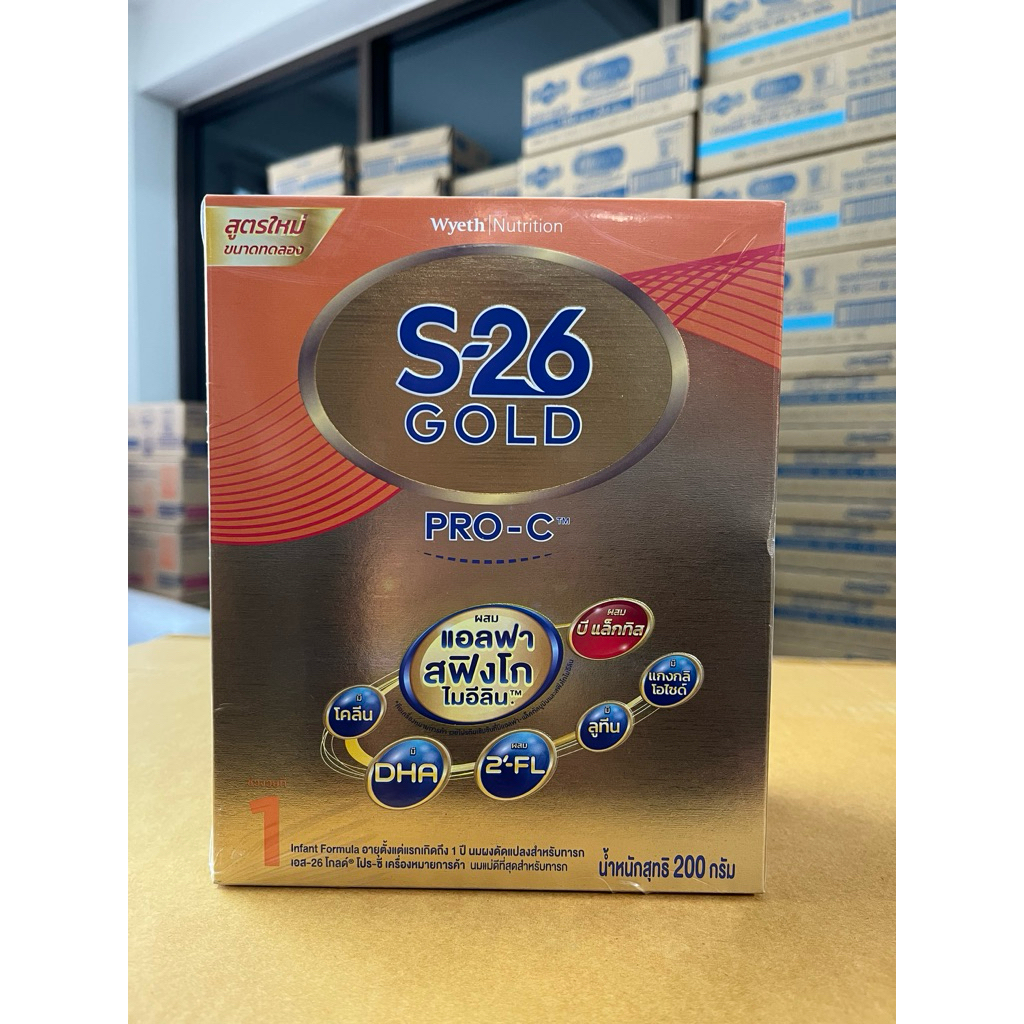 สูตรใหม่
ขนาดทดลอง
Wyeth Nutrition
S-26
GOLD
PRO-C™
ผสม
แอลฟา
สฟิงโก
ไมอีลิน™
ผสม
บี แล็กทิส
มี
แกงกลิ
โอไซด์
มี
ลูทีน
ผสม
2'-FL
มี
DHA
มี
โคลีน
1
Infant Formula อายุตั้งแต่แรกเกิดถึง 1 ปี นมผงดัดแปลงสำหรับทารก
เอส-26 โกลด์® โปร-ซี เครื่องหมายการค้า นมแม่ดีที่สุดสำหรับทารก
น้ำหนักสุทธิ 200 กรัม